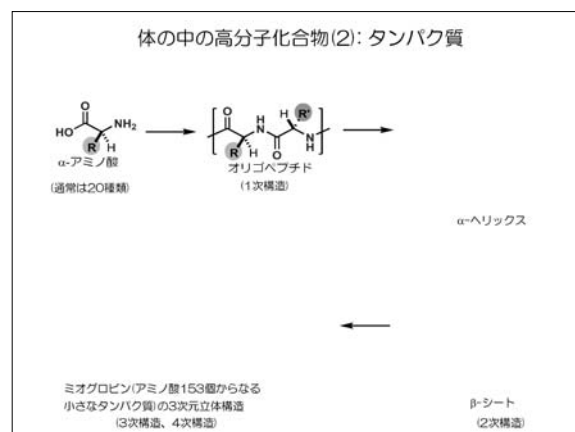 体の中の高分子化合物(2): タンパク質
O
HO
NH₂
R
H
α-アミノ酸
(通常は20種類)
O
H
N
R
H
O
H
R'
N
H
オリゴペプチド
(1次構造)
α-ヘリックス
ミオグロビン(アミノ酸153個からなる
小さなタンパク質)の3次元立体構造
(3次構造、4次構造)
β-シート
(2次構造)